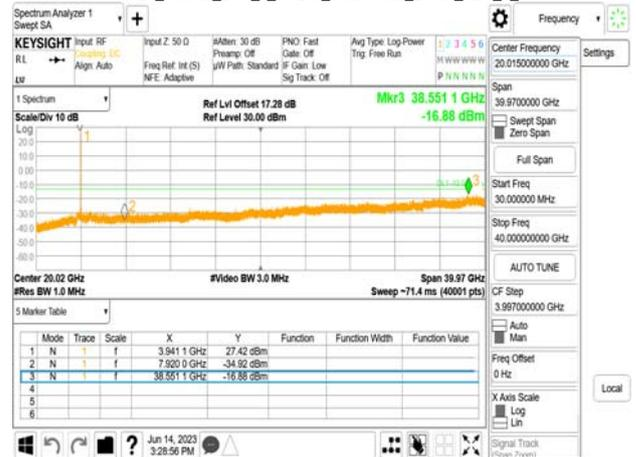 Spectrum Analyzer 1
Swept SA
Frequency
KEYSIGHT
Input: RF
Coupling: DC
Align: Auto
Input Z: 50 Ω
Freq Ref: Int (S)
NFE: Adaptive
#Atten: 30 dB
Preamp: Off
µW Path: Standard
PNO: Fast
Gate: Off
IF Gain: Low
Sig Track: Off
Avg Type: Log-Power
Trig: Free Run
1 2 3 4 5 6
M W W W W W
P N N N N N
RL
LVI
1 Spectrum
Scale/Div 10 dB
Ref Lvl Offset 17.28 dB
Ref Level 30.00 dBm
Mkr3 38.551 1 GHz
-16.88 dBm
Log
20.0
10.0
0.00
-10.0
-20.0
-30.0
-40.0
-50.0
-60.0
1
2
3
Center 20.02 GHz
#Video BW 3.0 MHz
Span 39.97 GHz
#Res BW 1.0 MHz
Sweep ~71.4 ms (40001 pts)
5 Marker Table
Mode Trace Scale X Y Function Function Width Function Value
1 N 1 f 3.941 1 GHz 27.42 dBm
2 N 1 f 7.920 0 GHz -34.92 dBm
3 N 1 f 38.551 1 GHz -16.88 dBm
4
5
6
Jun 14, 2023
3:28:56 PM
Center Frequency
20.015000000 GHz
Settings
Span
39.9700000 GHz
Swept Span
Zero Span
Full Span
Start Freq
30.000000 MHz
Stop Freq
40.000000000 GHz
AUTO TUNE
CF Step
3.997000000 GHz
Auto
Man
Freq Offset
0 Hz
X Axis Scale
Log
Lin
Local
Signal Track
(Span Zoom)